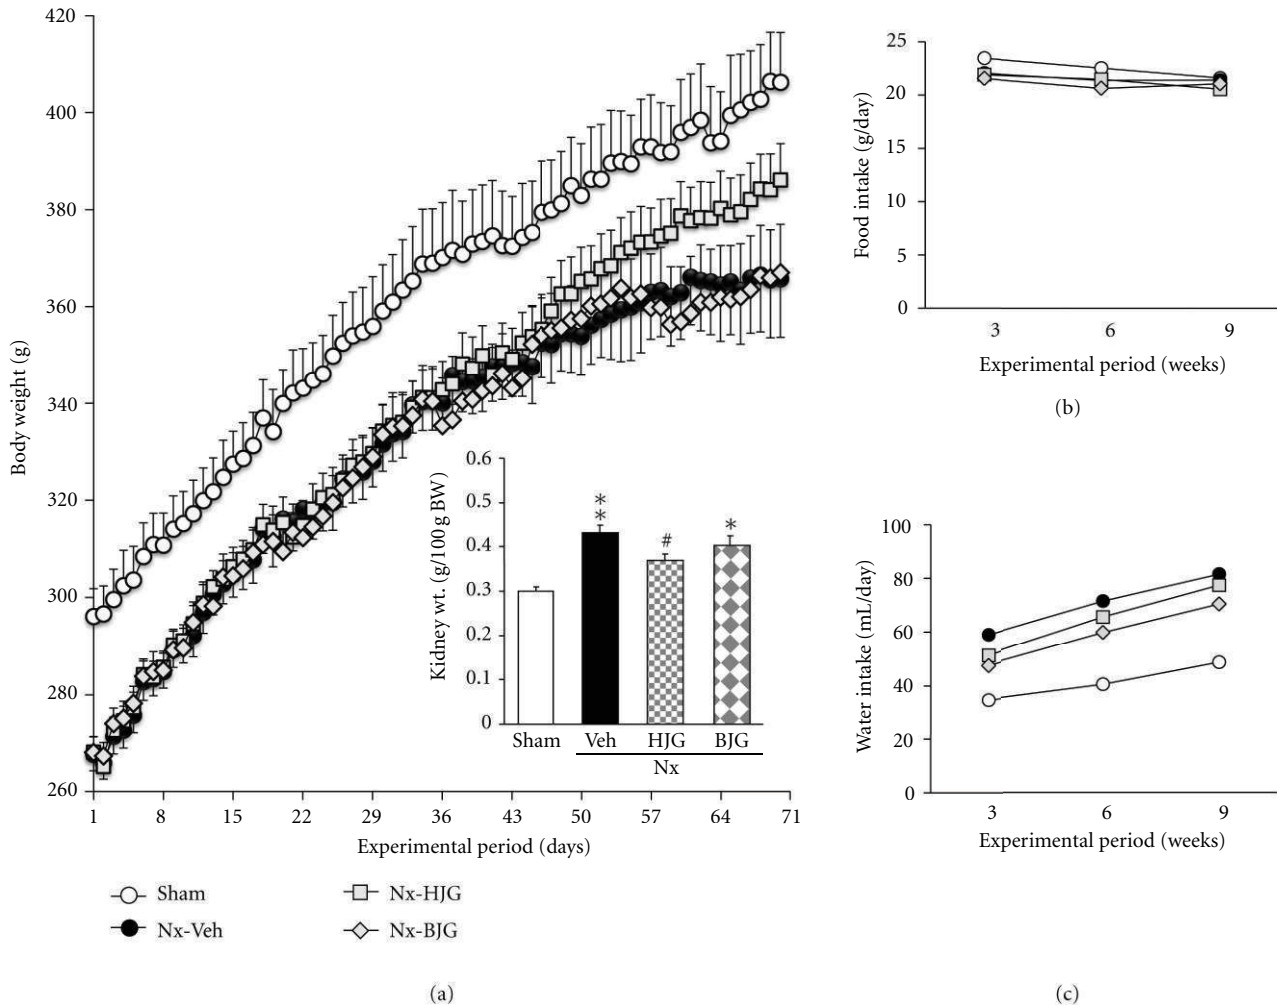 420
400
380
360
340
320
300
280
260
Body weight (g)
1 8 15 22 29 36 43 50 57 64 71
Experimental period (days)
0.6
0.5
0.4
0.3
0.2
0.1
0
Kidney wt. (g/100 g BW)
*
*
#
*
Sham Veh HJG BJG
Nx
Sham
Nx-Veh
Nx-HJG
Nx-BJG
(a)
25
20
15
10
5
0
Food intake (g/day)
3 6 9
Experimental period (weeks)
(b)
100
80
60
40
20
0
Water intake (mL/day)
3 6 9
Experimental period (weeks)
(c)